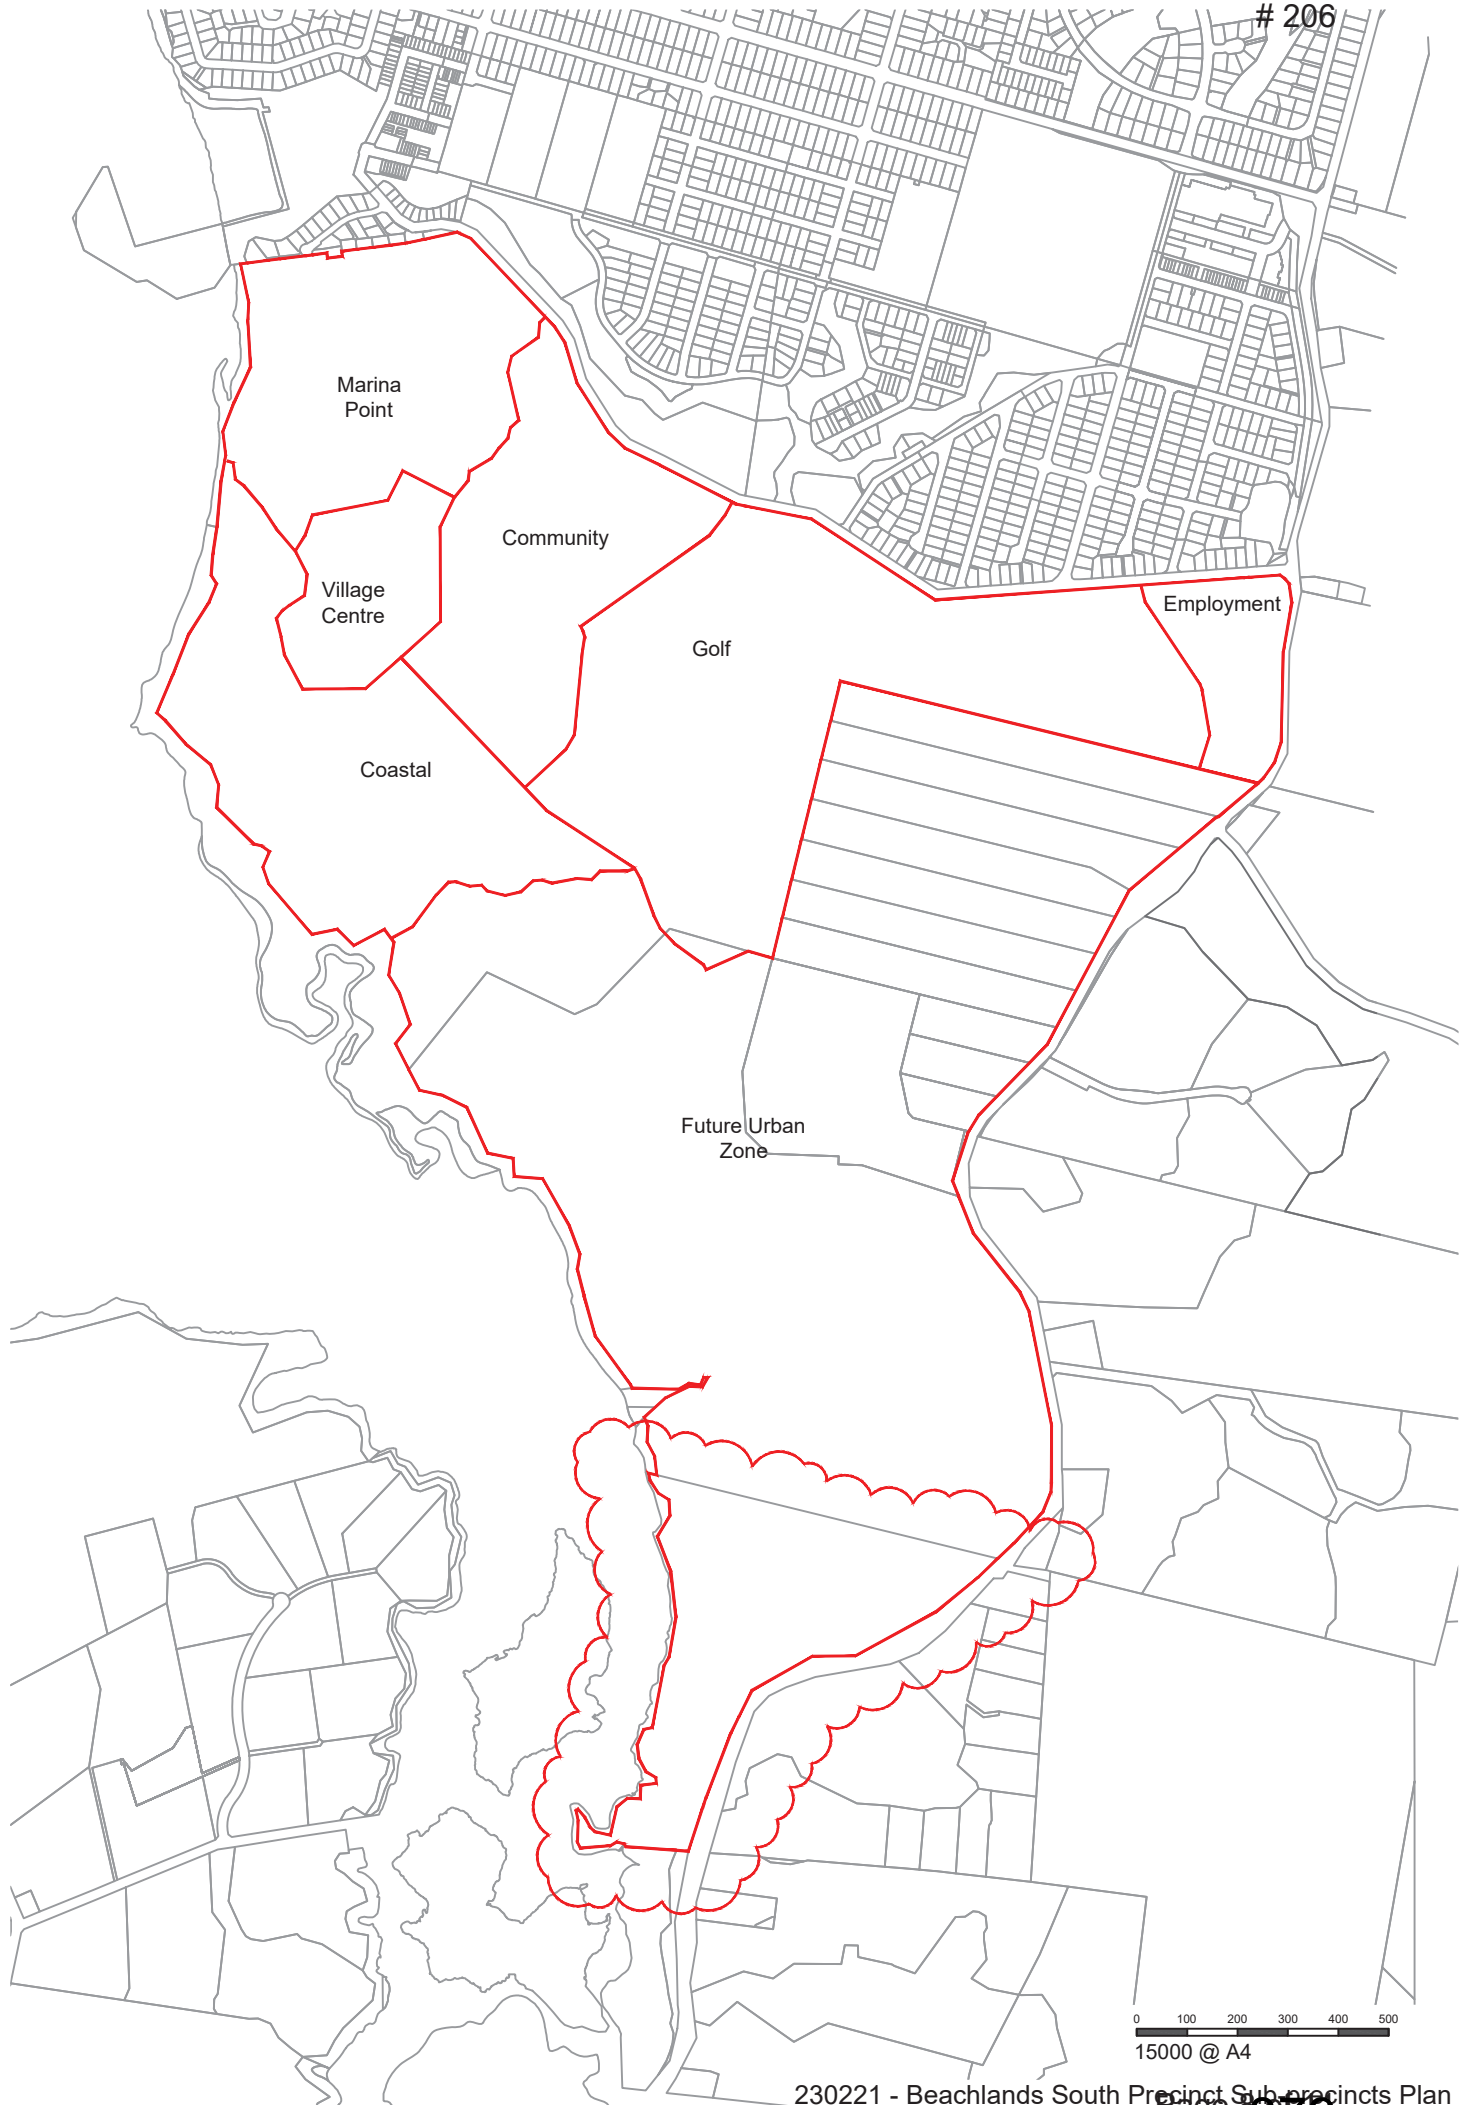 # 206
Marina
Point
Community
Village
Centre
Employment
Golf
Coastal
Future Urban
Zone
0 100 200 300 400 500
15000 @ A4
230221 - Beachlands South Precinct Sub-precincts Plan
Page